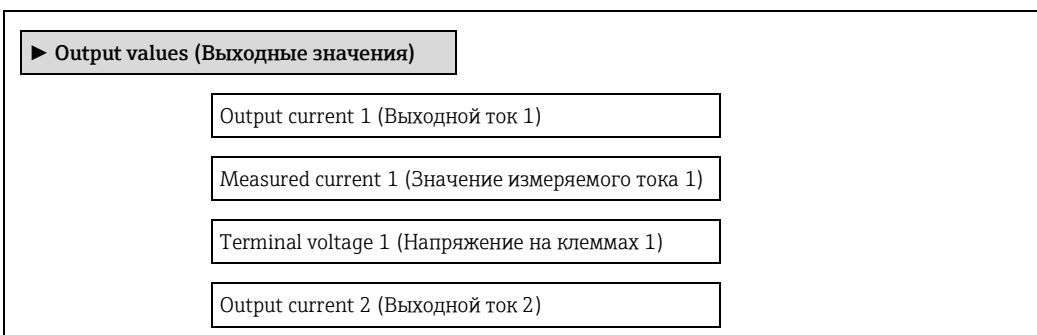 ► Output values (Выходные значения)
Output current 1 (Выходной ток 1)
Measured current 1 (Значение измеряемого тока 1)
Terminal voltage 1 (Напряжение на клеммах 1)
Output current 2 (Выходной ток 2)